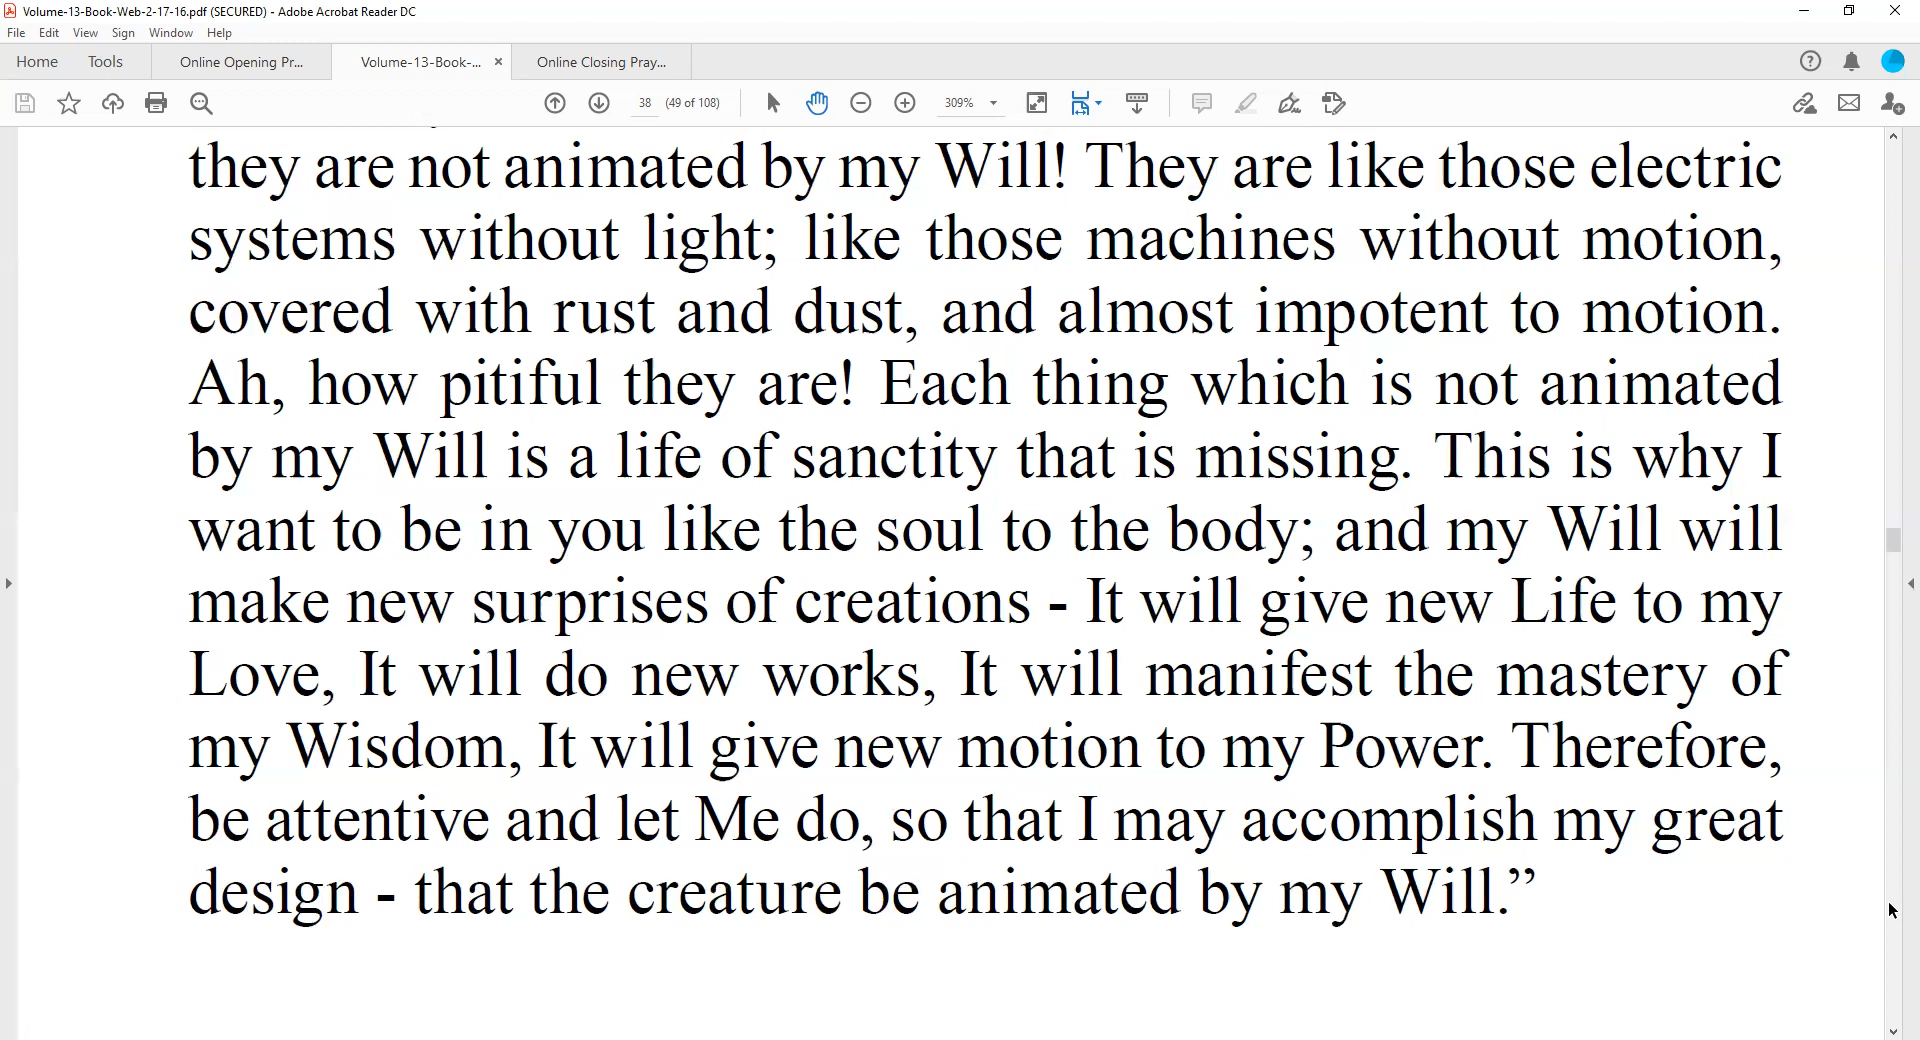 Volume-13-Book-Web-2-17-16.pdf (SECURED) - Adobe Acrobat Reader DC
File Edit View Sign Window Help
Home Tools Online Opening Pr... Volume-13-Book-... × Online Closing Pray...
38 (49 of 108) 309%
they are not animated by my Will! They are like those electric
systems without light; like those machines without motion,
covered with rust and dust, and almost impotent to motion.
Ah, how pitiful they are! Each thing which is not animated
by my Will is a life of sanctity that is missing. This is why I
want to be in you like the soul to the body; and my Will will
make new surprises of creations - It will give new Life to my
Love, It will do new works, It will manifest the mastery of
my Wisdom, It will give new motion to my Power. Therefore,
be attentive and let Me do, so that I may accomplish my great
design - that the creature be animated by my Will.”